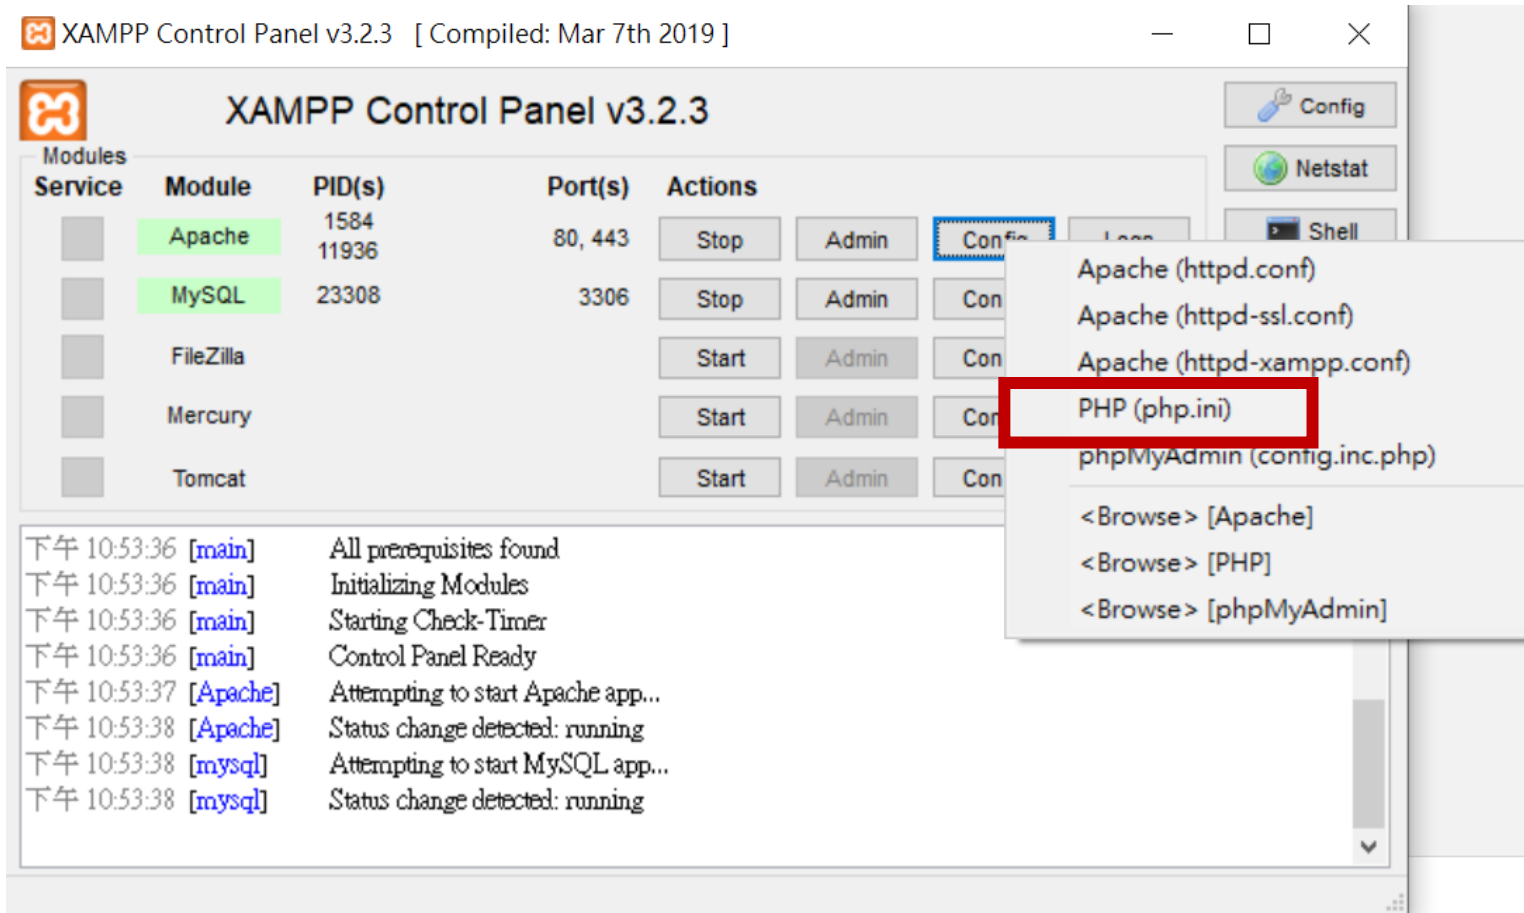 XAMPP Control Panel v3.2.3 [ Compiled: Mar 7th 2019 ]
XAMPP Control Panel v3.2.3
Config
Modules
Netstat
Service Module PID(s) Port(s) Actions
Apache 1584 11936 80, 443 Stop Admin Config Logs Shell
MySQL 23308 3306 Stop Admin Con
FileZilla Start Admin Con
Mercury Start Admin Con
Tomcat Start Admin Con
Apache (httpd.conf)
Apache (httpd-ssl.conf)
Apache (httpd-xampp.conf)
PHP (php.ini)
phpMyAdmin (config.inc.php)
<Browse> [Apache]
<Browse> [PHP]
<Browse> [phpMyAdmin]
下午 10:53:36 [main] All prerequisites found
下午 10:53:36 [main] Initializing Modules
下午 10:53:36 [main] Starting Check-Timer
下午 10:53:36 [main] Control Panel Ready
下午 10:53:37 [Apache] Attempting to start Apache app...
下午 10:53:38 [Apache] Status change detected: running
下午 10:53:38 [mysql] Attempting to start MySQL app...
下午 10:53:38 [mysql] Status change detected: running